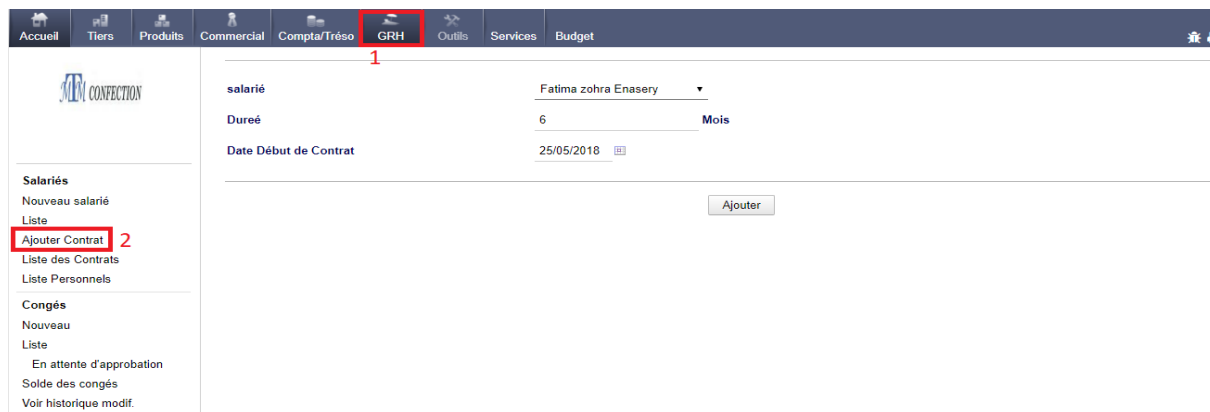 Accueil Tiers Produits Commercial Compta/Tréso GRH Outils Services Budget
1
MTM CONFECTION
salarié Fatima zohra Enasery
Dureé 6 Mois
Date Début de Contrat 25/05/2018
Ajouter
Salariés
Nouveau salarié
Liste
Ajouter Contrat 2
Liste des Contrats
Liste Personnels
Congés
Nouveau
Liste
En attente d'approbation
Solde des congés
Voir historique modif.